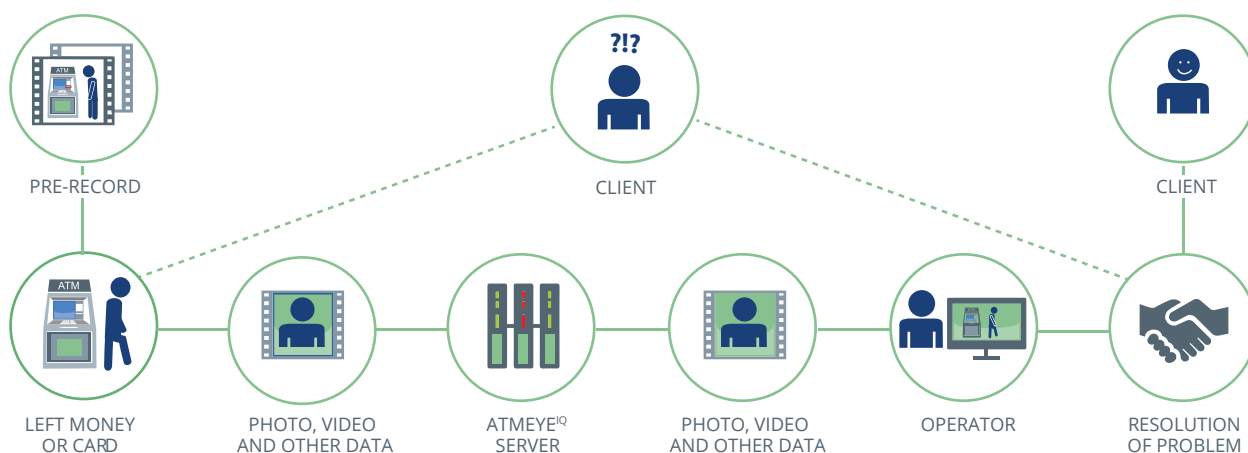 ?!?
ATM
PRE-RECORD
CLIENT
CLIENT
ATM
LEFT MONEY
OR CARD
PHOTO, VIDEO
AND OTHER DATA
ATMEYEIQ
SERVER
PHOTO, VIDEO
AND OTHER DATA
OPERATOR
RESOLUTION
OF PROBLEM